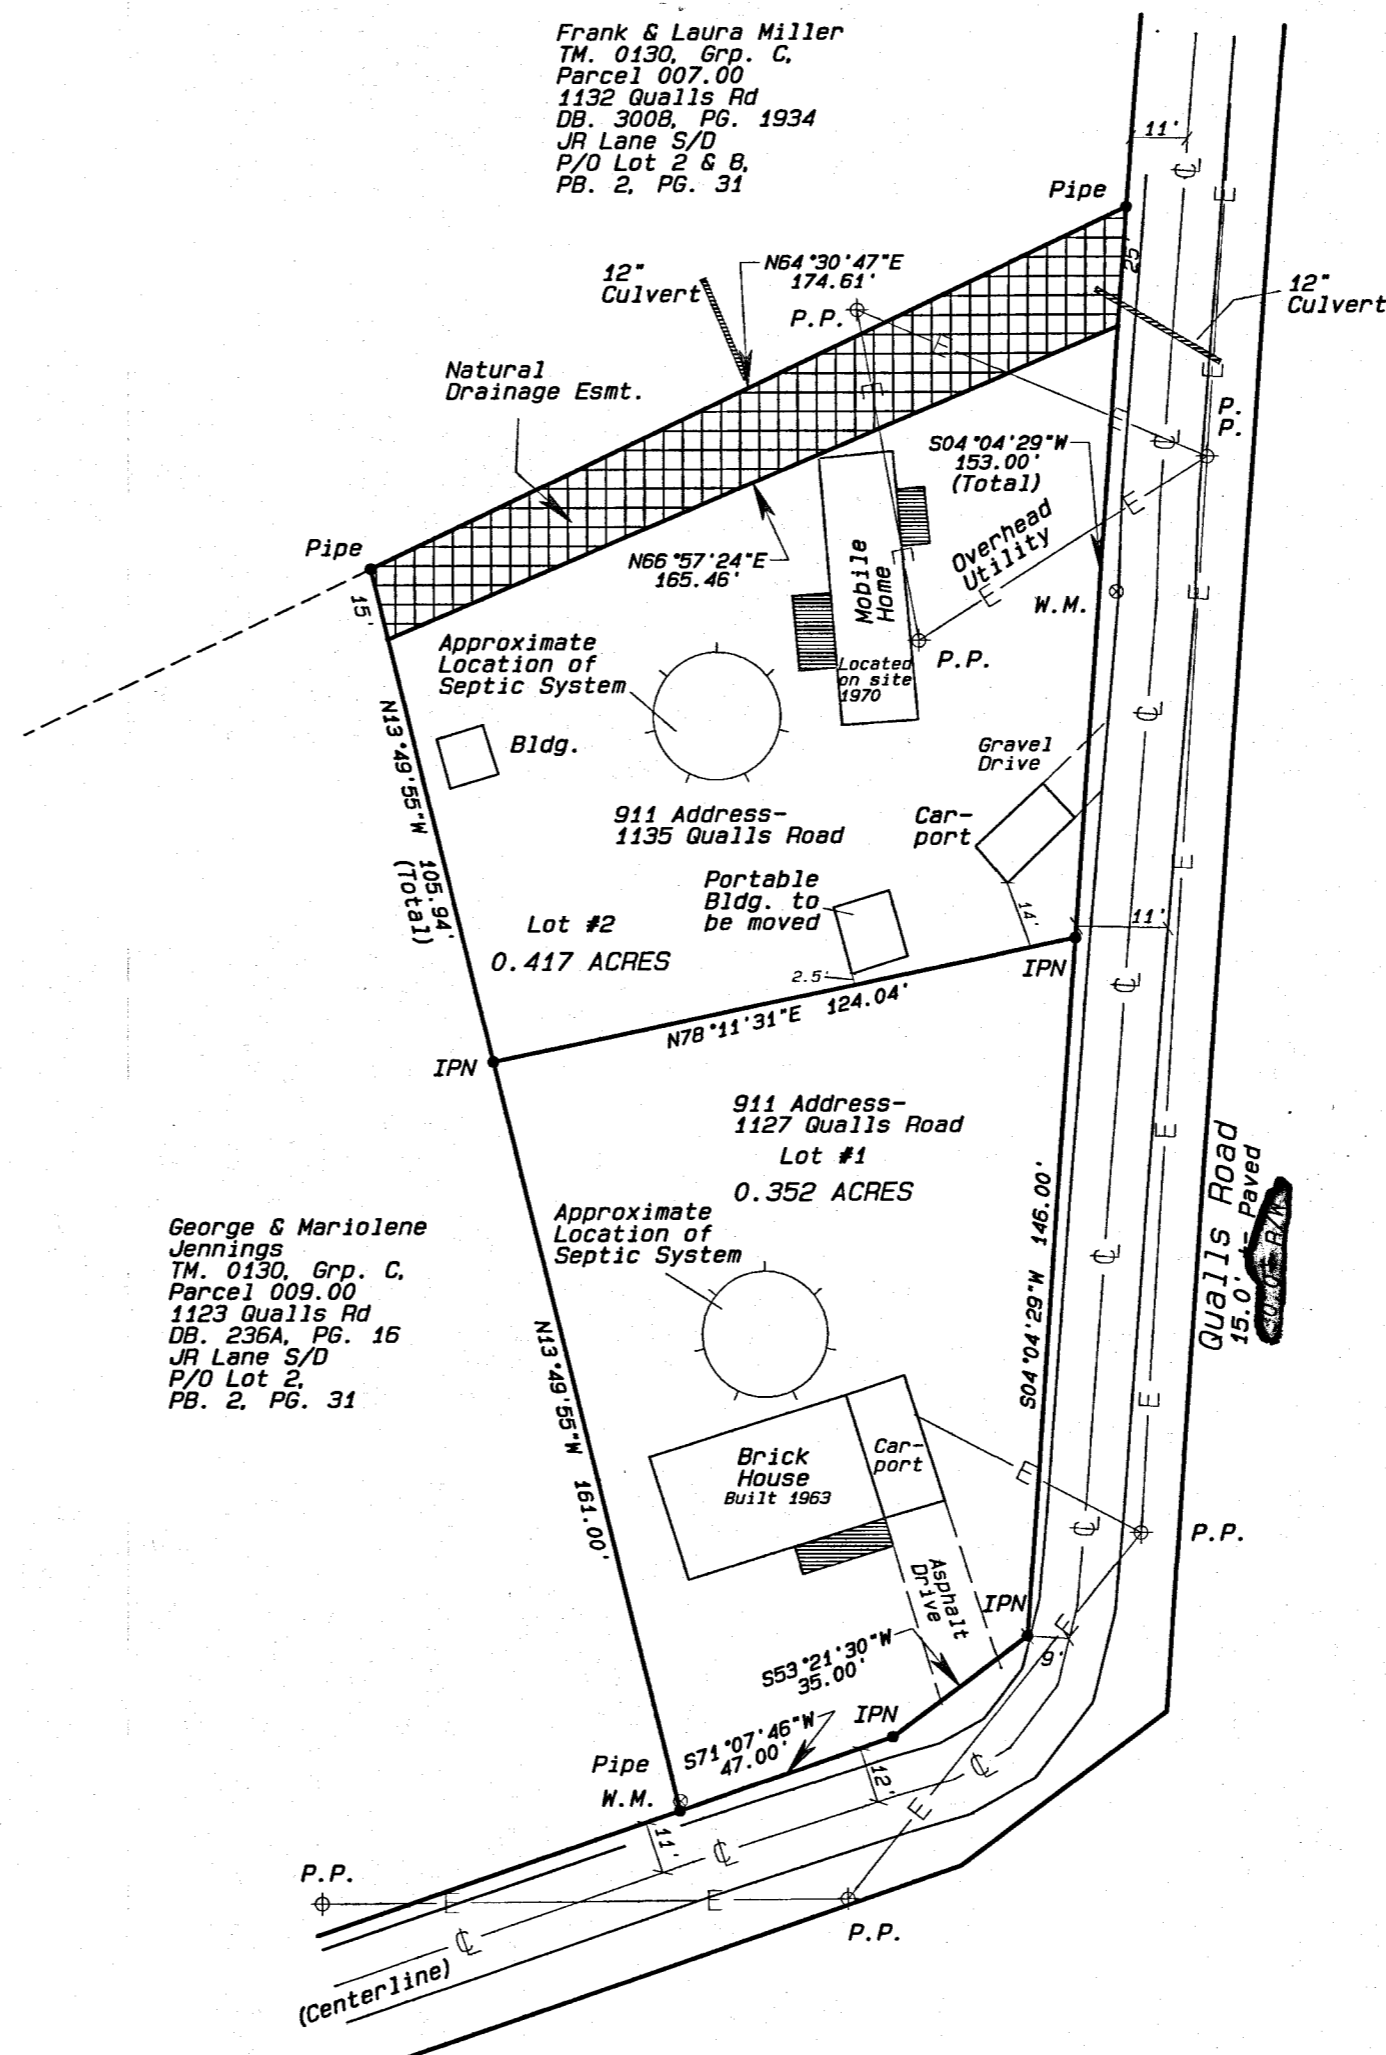 Frank & Laura Miller
TM. 0130, Grp. C,
Parcel 007.00
1132 Qualls Rd
DB. 300B, PG. 1934
JR Lane S/D
P/O Lot 2 & 8,
PB. 2, PG. 31
11'
Pipe
25'
N64°30'47"E
174.61'
12"
Culvert
P.P.
12"
Culvert
Natural
Drainage Esmt.
P.
P.
S04°04'29"W
153.00'
(Total)
Overhead
Utility
Pipe
15'
N66°57'24"E
165.46'
Mobile
Home
Located
on site
1970
W.M.
P.P.
Approximate
Location of
Septic System
N13°49'55"W 105.94'
(Total)
Bldg.
Gravel
Drive
911 Address-
1135 Qualls Road
Car-
port
Portable
Bldg. to
be moved
14'
11'
Lot #2
0.417 ACRES
2.5'
IPN
N78°11'31"E 124.04'
IPN
911 Address-
1127 Qualls Road
Lot #1
0.352 ACRES
S04°04'29"W 146.00'
Qualls Road
15.0' +- Paved
George & Mariolene
Jennings
TM. 0130, Grp. C,
Parcel 009.00
1123 Qualls Rd
DB. 236A, PG. 16
JR Lane S/D
P/O Lot 2,
PB. 2, PG. 31
Approximate
Location of
Septic System
N13°49'55"W 161.00'
Brick
House
Built 1963
Car-
port
P.P.
Asphalt
Drive
IPN
9'
S53°21'30"W
35.00'
IPN
S71°07'46"W
47.00'
12'
Pipe
W.M.
11'
P.P.
P.P.
(Centerline)